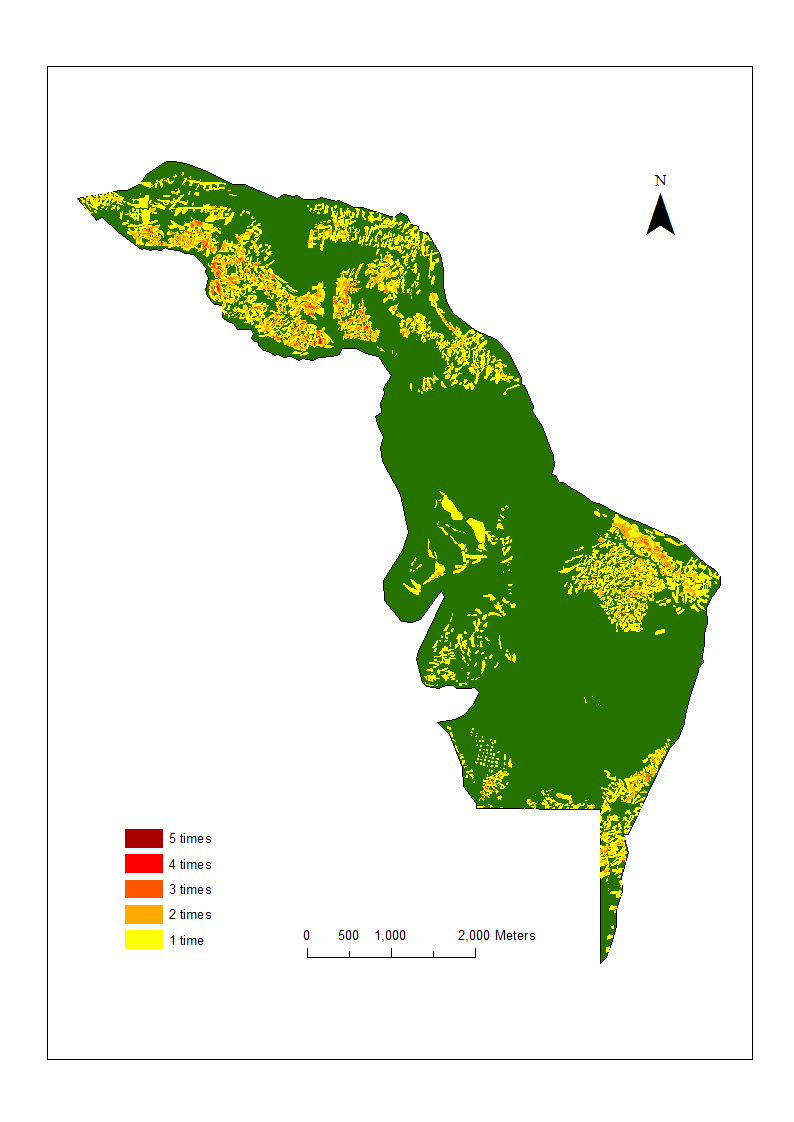 N
5 times
4 times
3 times
2 times
1 time
0 500 1,000 2,000 Meters